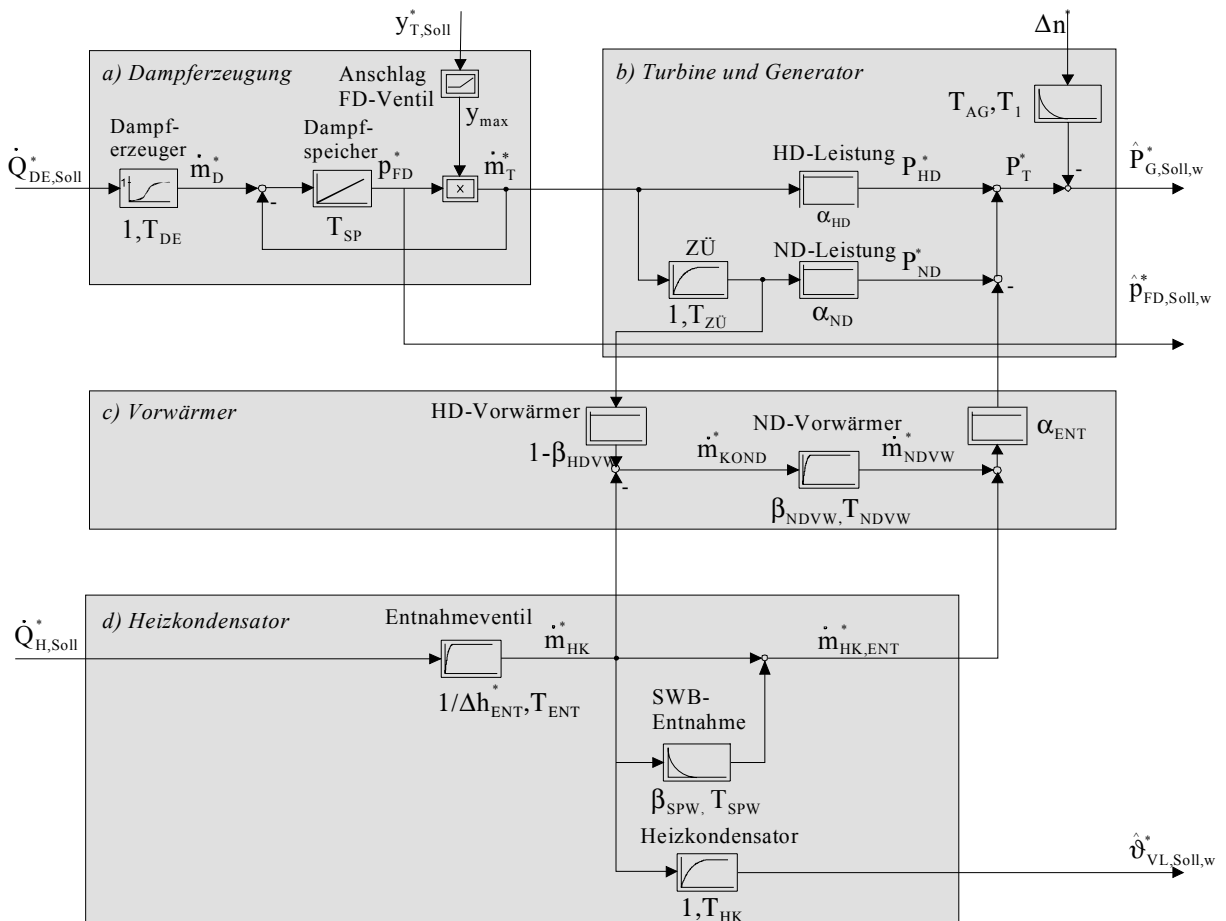 y*T,Soll
Δn*
a) Dampferzeugung
Anschlag
FD-Ventil
ymax
b) Turbine und Generator
TAG,T1
Dampf-
erzeuger
Q̇*DE,Soll
ṁ*D
1
1,TDE
Dampf-
speicher
p*FD
-
TSP
x
ṁ*T
HD-Leistung
P*HD
αHD
P*T
-
P̂*G,Soll,w
ZÜ
1,TZÜ
ND-Leistung
P*ND
αND
-
p̂*FD,Soll,w
c) Vorwärmer
HD-Vorwärmer
1-βHDVW
-
ṁ*KOND
ND-Vorwärmer
ṁ*NDVW
βNDVW,TNDVW
αENT
d) Heizkondensator
Q̇*H,Soll
Entnahmeventil
ṁ*HK
1/Δh*ENT,TENT
ṁ*HK,ENT
SWB-
Entnahme
βSPW, TSPW
Heizkondensator
1,THK
ϑ̂*VL,Soll,w